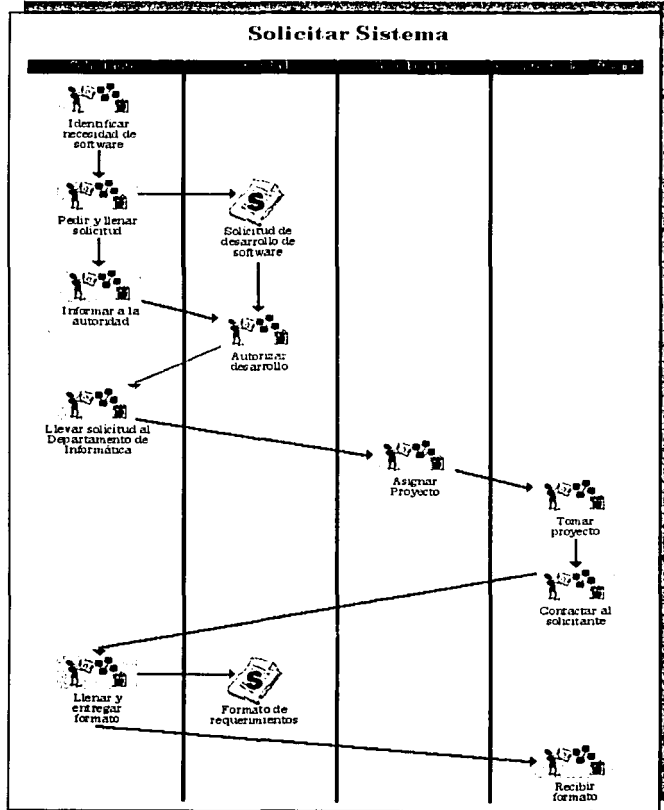 Solicitar Sistema
Identificar
necesidad de
software
Pedir y llenar
solicitud
Solicitud de
desarrollo de
software
Informar a la
autoridad
Autorizar
desarrollo
Llevar solicitud al
Departamento de
Informática
Asignar
Proyecto
Tomar
proyecto
Contactar al
solicitante
Llenar y
entregar
formato
Formato de
requerimientos
Recibir
formato